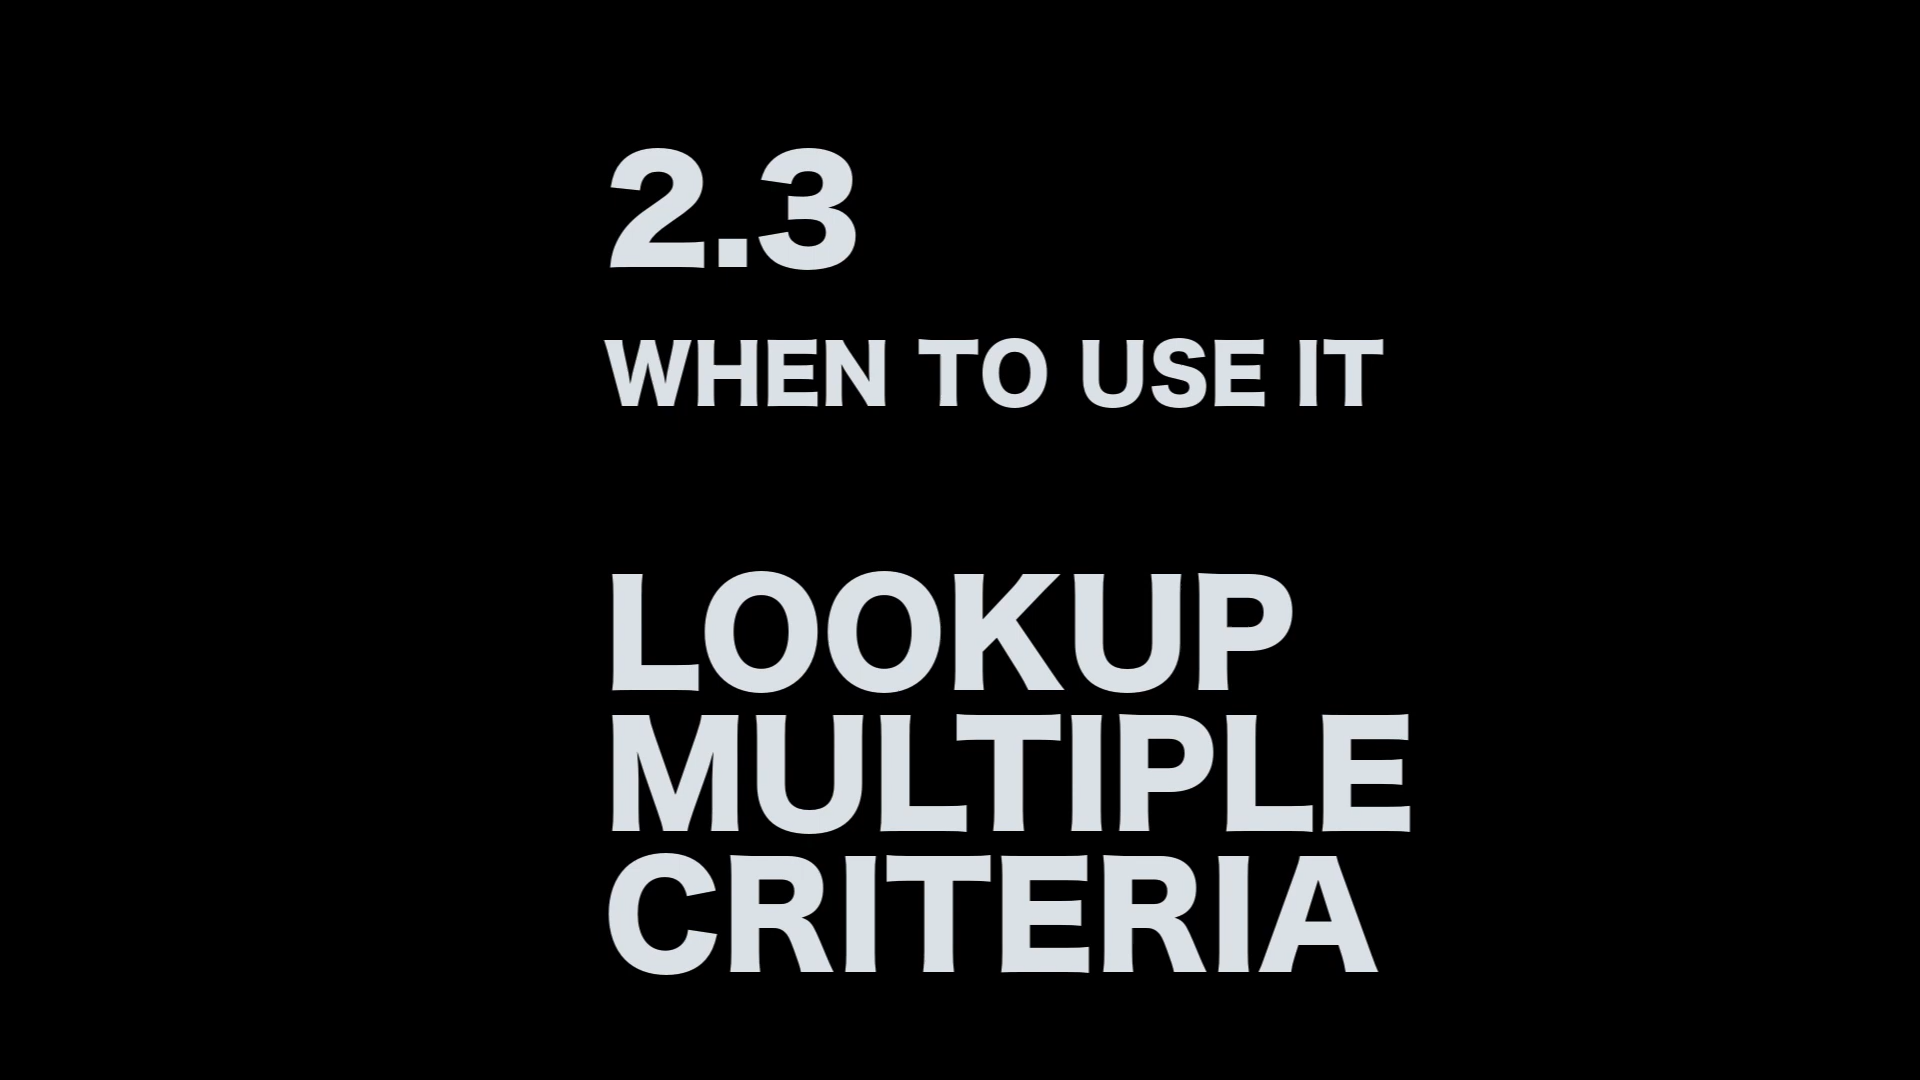 2.3
WHEN TO USE IT
LOOKUP
MULTIPLE
CRITERIA